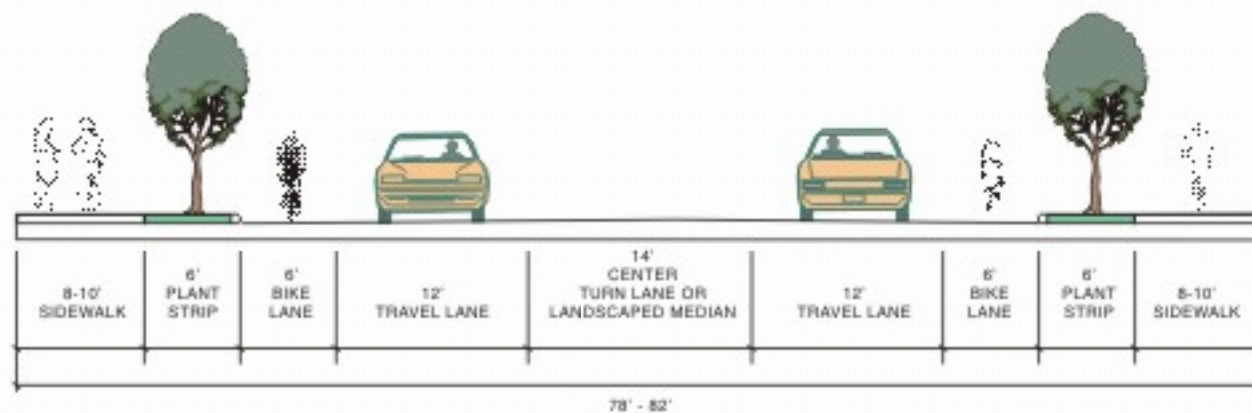 8-10'
SIDEWALK
6'
PLANT
STRIP
6'
BIKE
LANE
12'
TRAVEL LANE
14'
CENTER
TURN LANE OR
LANDSCAPED MEDIAN
12'
TRAVEL LANE
6'
BIKE
LANE
6'
PLANT
STRIP
8-10'
SIDEWALK
78' - 82'